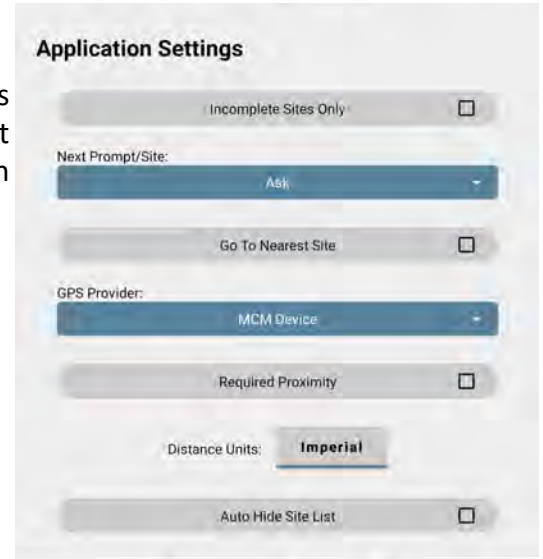 Application Settings
s
t
n
Incomplete Sites Only
Next Prompt/Site:
Ask
Go To Nearest Site
GPS Provider:
MCM Device
Required Proximity
Distance Units: Imperial
Auto Hide Site List